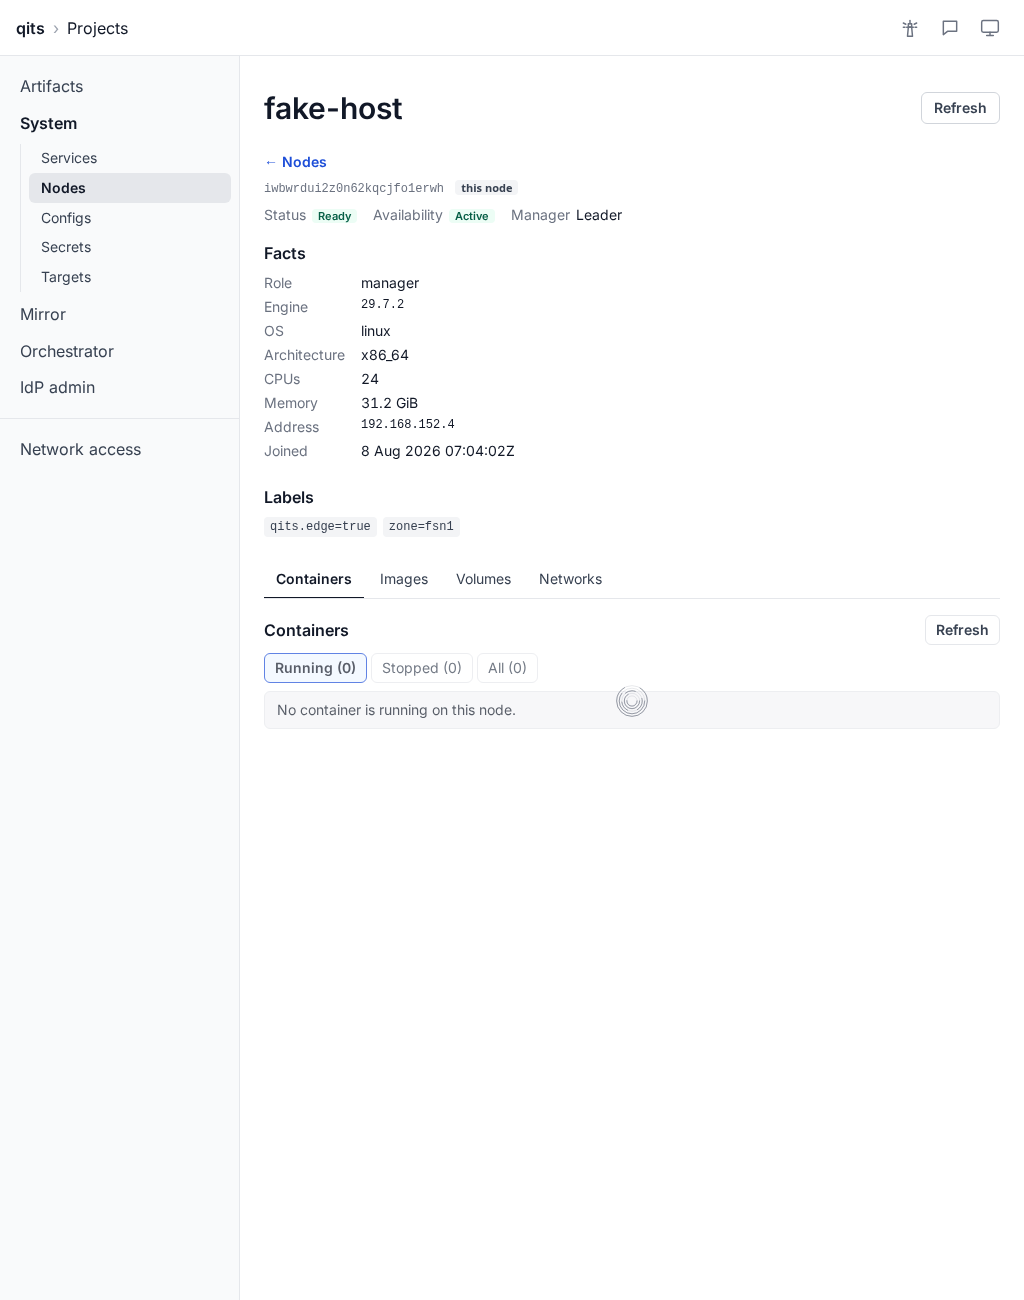 qits › Projects
Artifacts
System
Services
Nodes
Configs
Secrets
Targets
Mirror
Orchestrator
IdP admin
Network access
fake-host
Refresh
← Nodes
iwbwrdui2z0n62kqcjfo1erwh this node
Status Ready Availability Active Manager Leader
Facts
Role manager
Engine 29.7.2
OS linux
Architecture x86_64
CPUs 24
Memory 31.2 GiB
Address 192.168.152.4
Joined 8 Aug 2026 07:04:02Z
Labels
qits.edge=true zone=fsn1
Containers Images Volumes Networks
Containers
Refresh
Running (0) Stopped (0) All (0)
No container is running on this node.